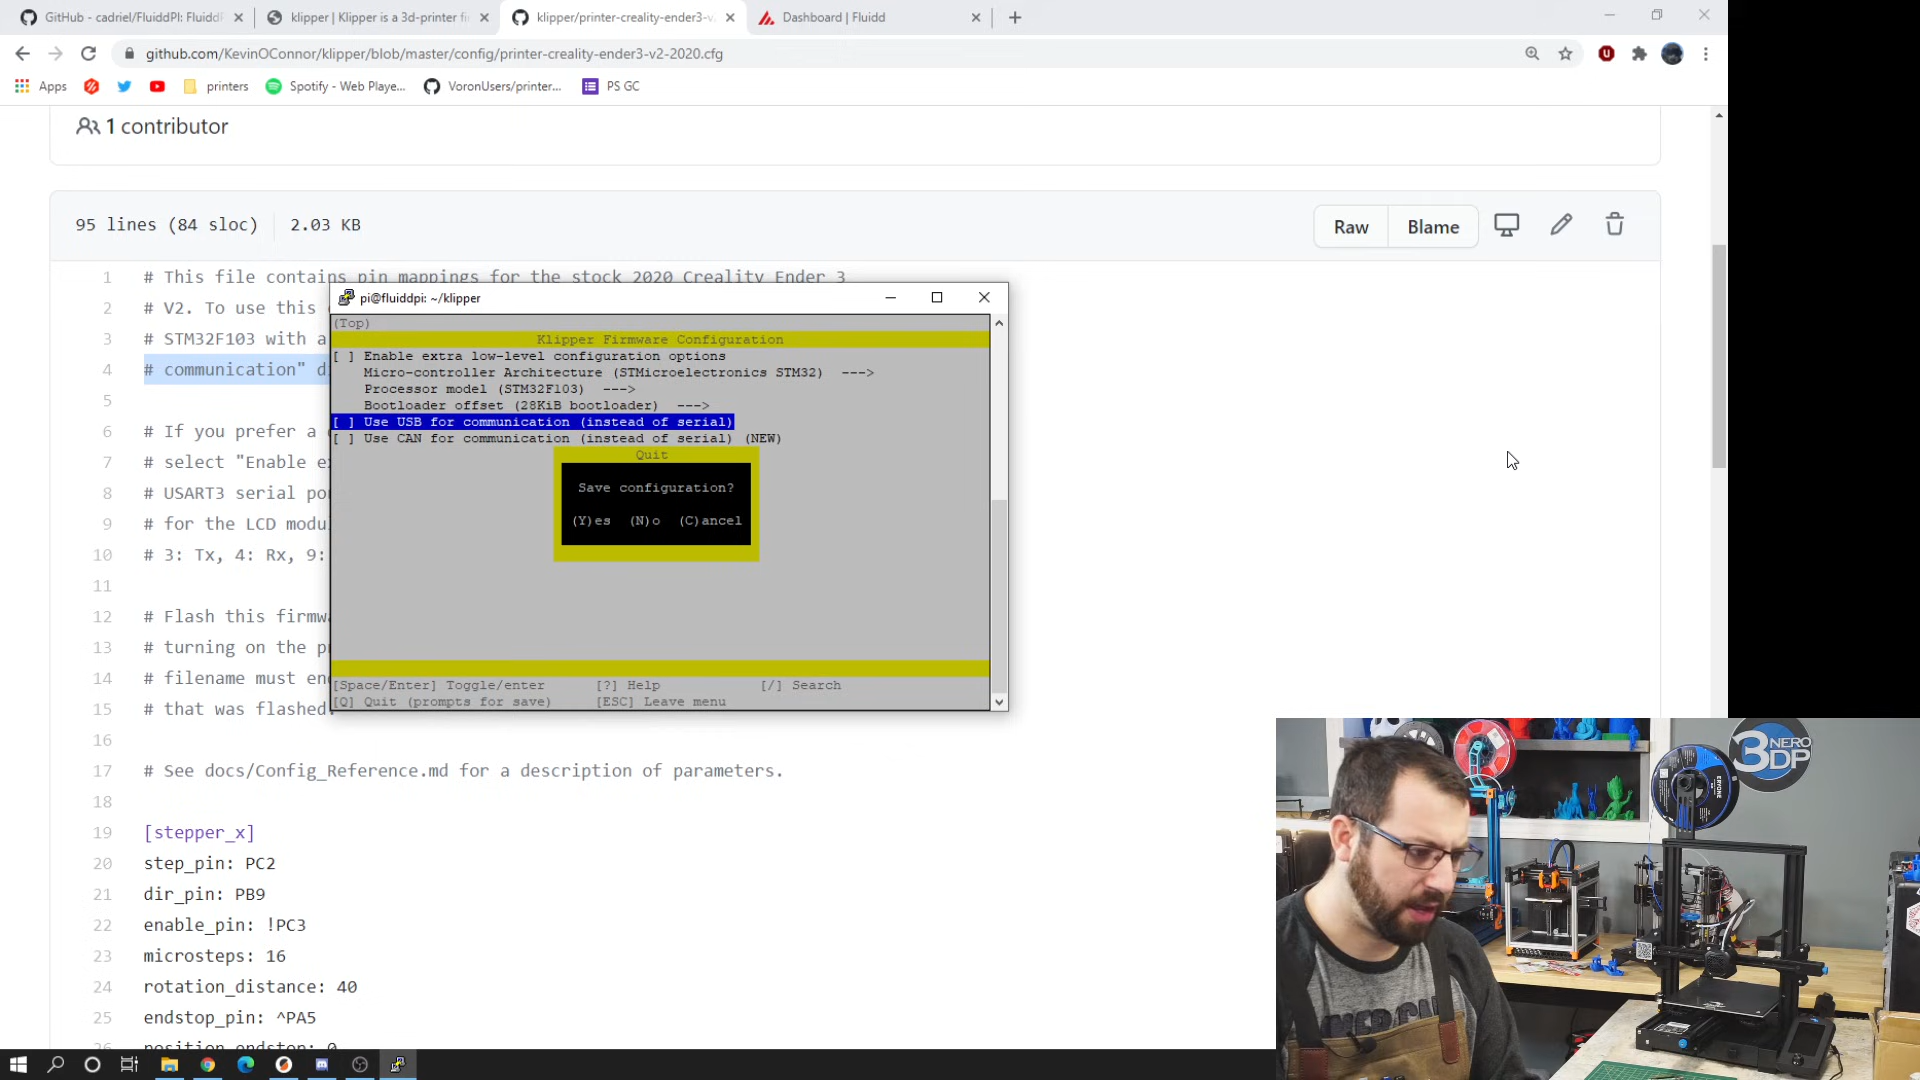 GitHub - cadriel/FluiddPI: Fluidd
klipper | Klipper is a 3d-printer fi
klipper/printer-creality-ender3-v
Dashboard | Fluidd
github.com/KevinOConnor/klipper/blob/master/config/printer-creality-ender3-v2-2020.cfg
Apps
printers
Spotify - Web Playe...
VoronUsers/printer...
PS GC
1 contributor
95 lines (84 sloc) 2.03 KB
Raw
Blame
1 # This file contains pin mappings for the stock 2020 Creality Ender 3
2 # V2. To use this
3 # STM32F103 with a
4 # communication" d
5
6 # If you prefer a
7 # select "Enable ex
8 # USART3 serial po
9 # for the LCD modu
10 # 3: Tx, 4: Rx, 9:
11
12 # Flash this firmw
13 # turning on the p
14 # filename must en
15 # that was flashed.
16
17 # See docs/Config_Reference.md for a description of parameters.
18
19 [stepper_x]
20 step_pin: PC2
21 dir_pin: PB9
22 enable_pin: !PC3
23 microsteps: 16
24 rotation_distance: 40
25 endstop_pin: ^PA5
26 position_endstop: 0
pi@fluiddpi: ~/klipper
(Top)
Klipper Firmware Configuration
[ ] Enable extra low-level configuration options
Micro-controller Architecture (STMicroelectronics STM32) --->
Processor model (STM32F103) --->
Bootloader offset (28KiB bootloader) --->
[ ] Use USB for communication (instead of serial)
[ ] Use CAN for communication (instead of serial) (NEW)
Quit
Save configuration?
(Y)es (N)o (C)ancel
[Space/Enter] Toggle/enter [?] Help [/] Search
[Q] Quit (prompts for save) [ESC] Leave menu
3
NERO
DP
ERYONE